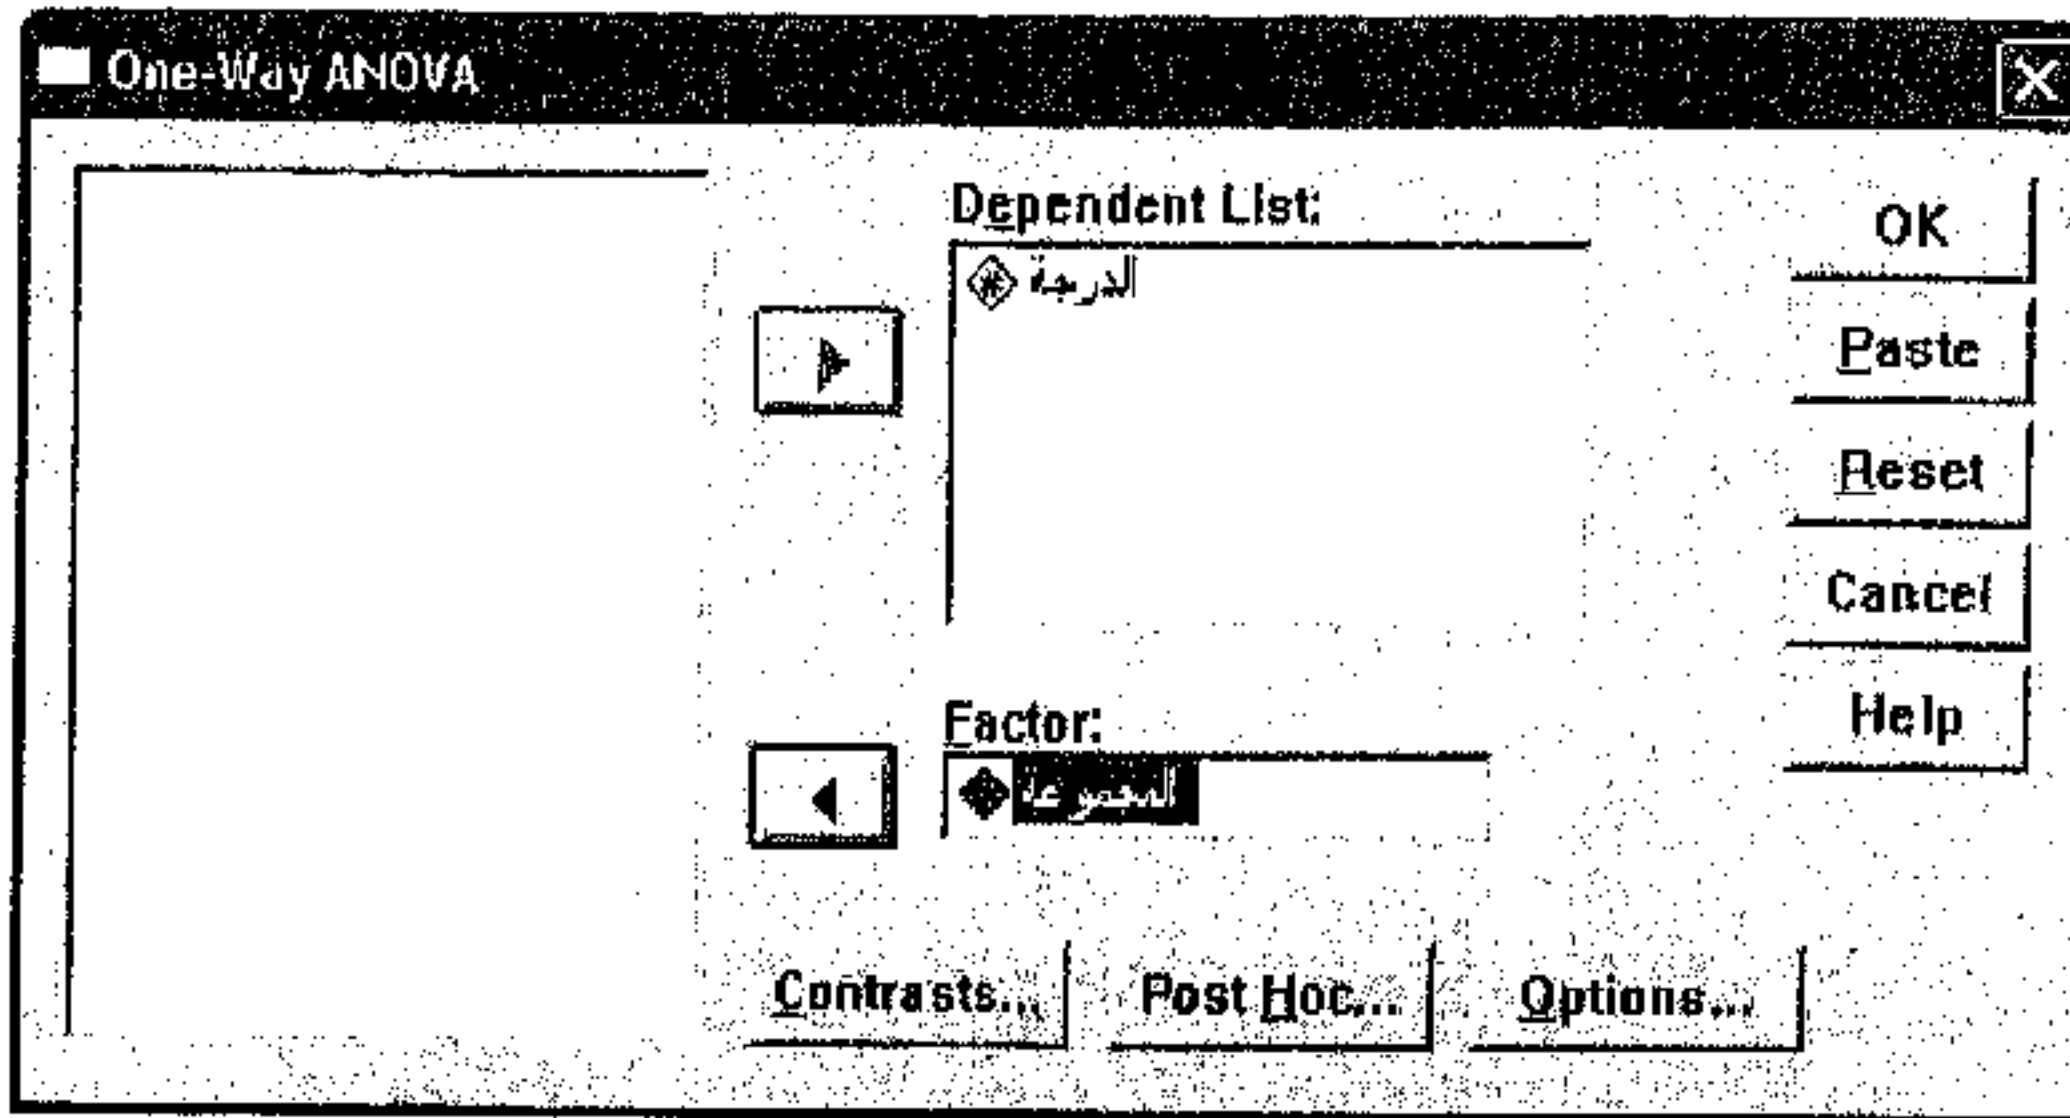 One-Way ANOVA
Dependent List:
الدرجة
OK
Paste
Reset
Cancel
Help
Factor:
المجموعة
Contrasts...
Post Hoc...
Options...